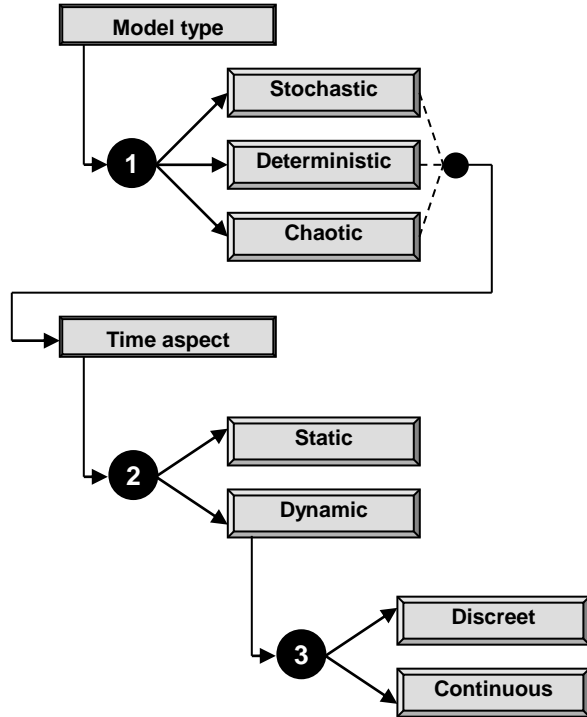 Model type
Stochastic
1
Deterministic
Chaotic
Time aspect
Static
2
Dynamic
Discreet
3
Continuous